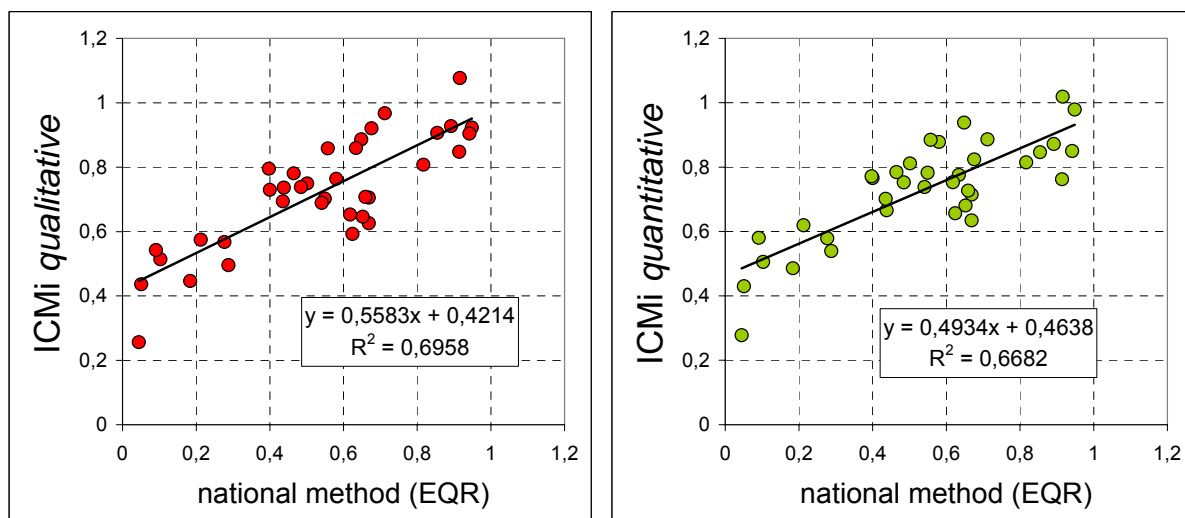 ICMi qualitative
1,2
1
0,8
0,6
0,4
0,2
0
y = 0,5583x + 0,4214
R² = 0,6958
0 0,2 0,4 0,6 0,8 1 1,2
national method (EQR)
ICMi quantitative
1,2
1
0,8
0,6
0,4
0,2
0
y = 0,4934x + 0,4638
R² = 0,6682
0 0,2 0,4 0,6 0,8 1 1,2
national method (EQR)